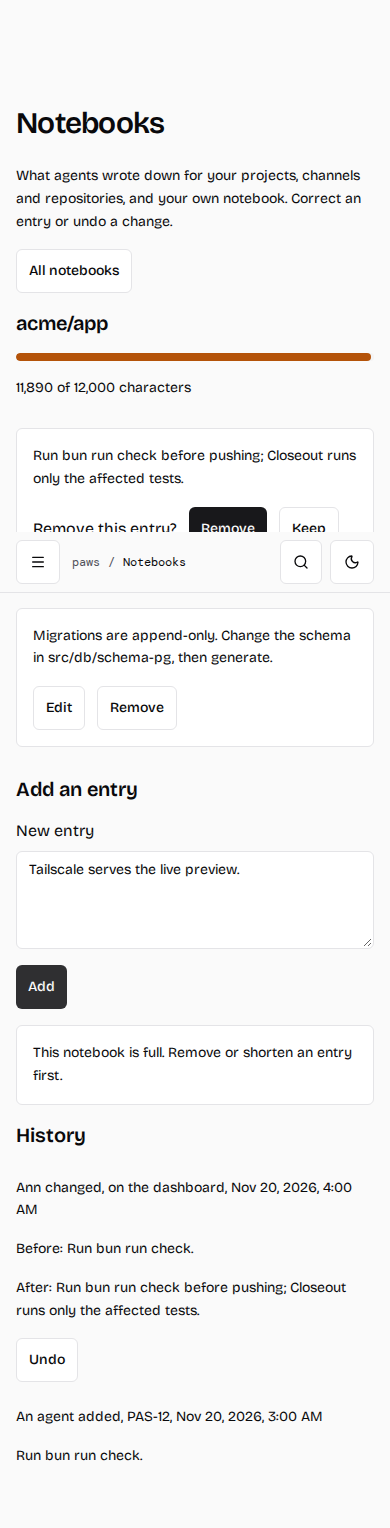 Notebooks
What agents wrote down for your projects, channels
and repositories, and your own notebook. Correct an
entry or undo a change.
All notebooks
acme/app
11,890 of 12,000 characters
Run bun run check before pushing; Closeout runs
only the affected tests.
Remove this entry? Remove Keep
paws / Notebooks
Migrations are append-only. Change the schema
in src/db/schema-pg, then generate.
Edit Remove
Add an entry
New entry
Tailscale serves the live preview.
Add
This notebook is full. Remove or shorten an entry
first.
History
Ann changed, on the dashboard, Nov 20, 2026, 4:00
AM
Before: Run bun run check.
After: Run bun run check before pushing; Closeout
runs only the affected tests.
Undo
An agent added, PAS-12, Nov 20, 2026, 3:00 AM
Run bun run check.